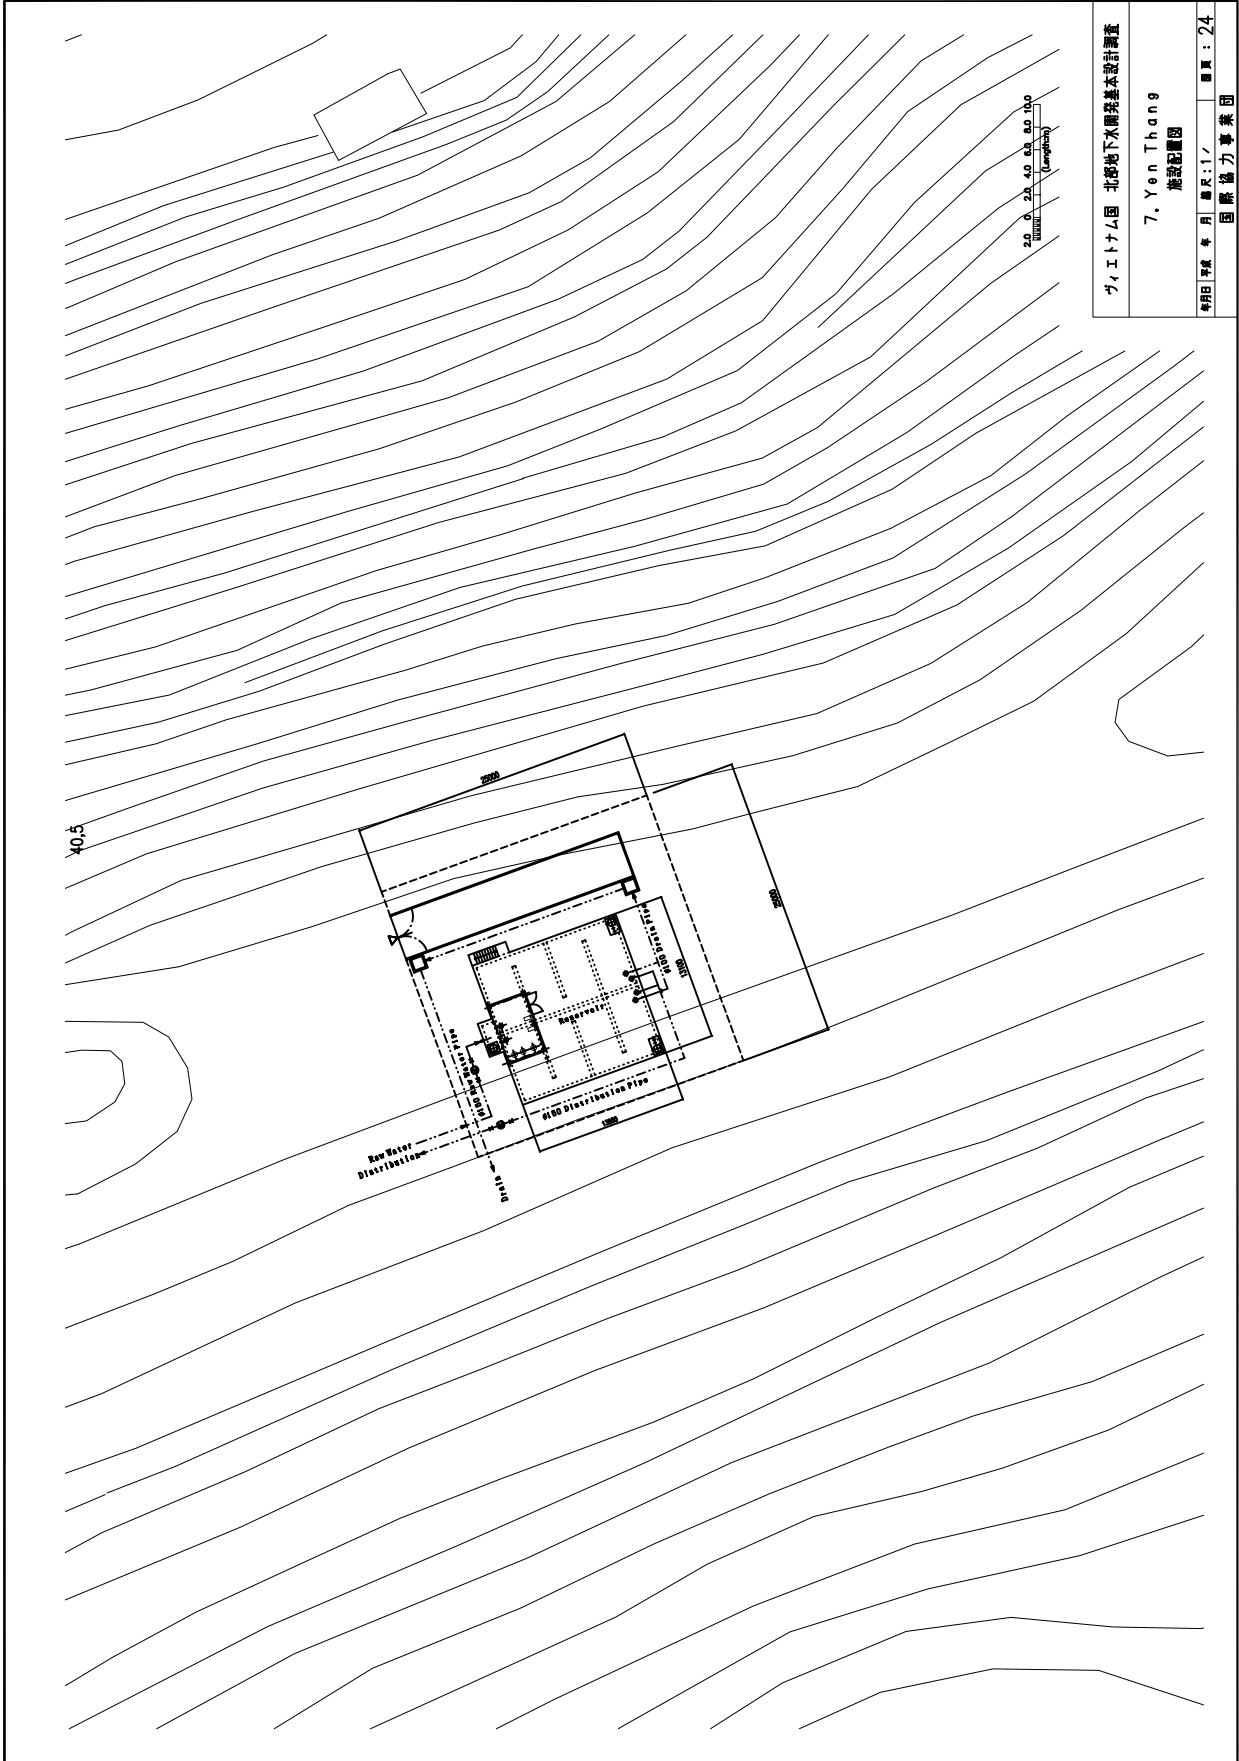 ヴィエトナム国 北部地下水開発基本設計調査
7. Yen Thang
施設配置図
年月日 平成 年 月 縮尺:1/ 図頁 : 24
国際協力事業団
2.0 0 2.0 4.0 6.0 8.0 10.0
(Length:m)
40,5
25000
25000
φ100 Drain Pipe
13100
Reservoir
φ150 Raw Water Pipe
φ150 Distribution Pipe
13600
Raw Water
Distribution
Drain